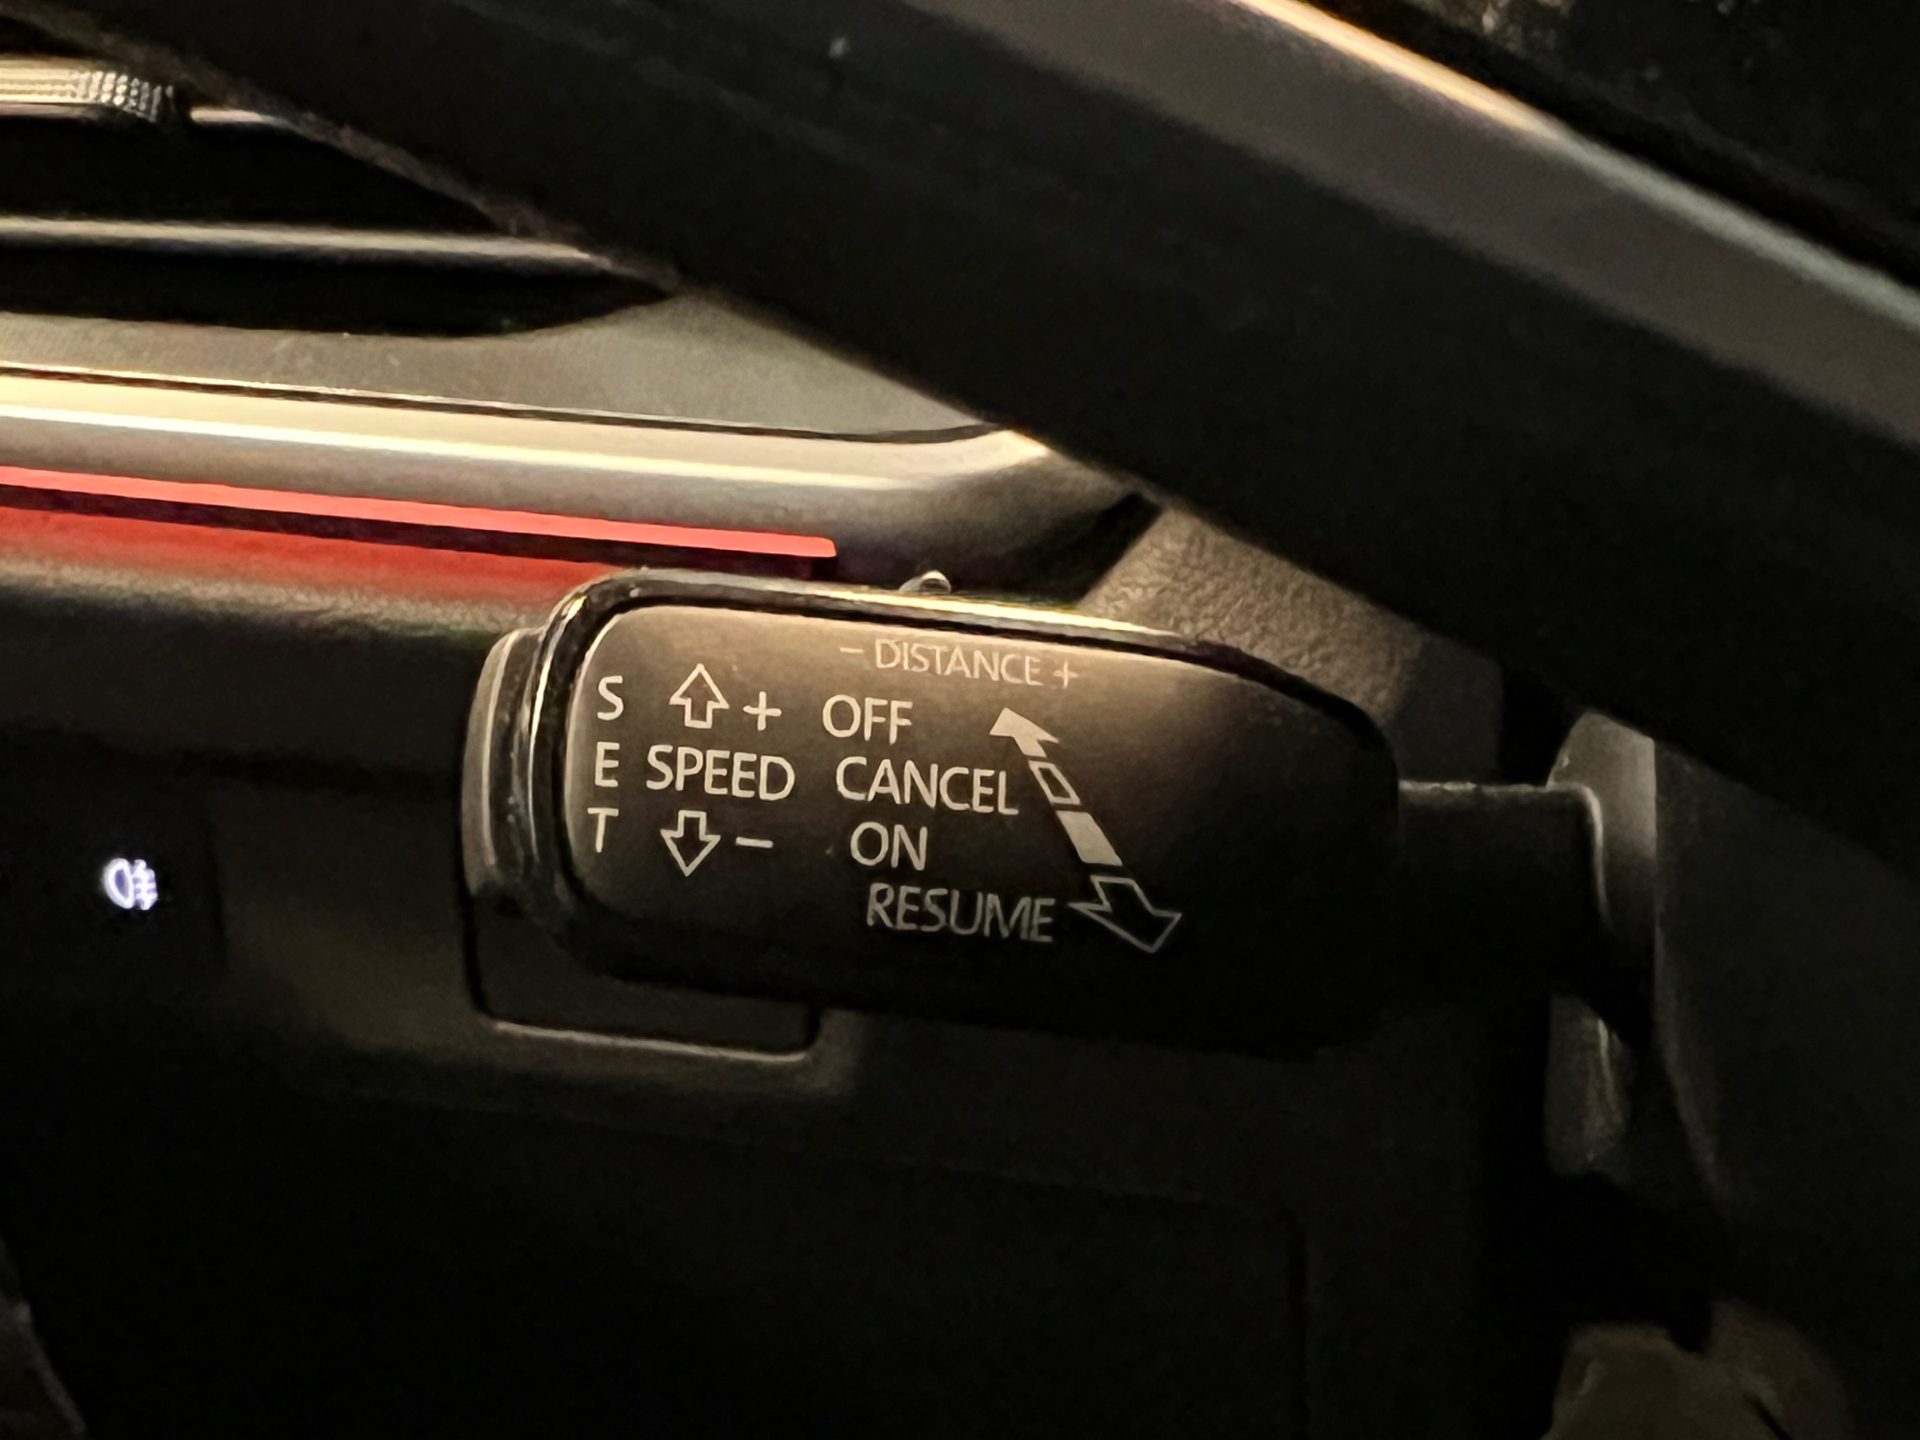 - DISTANCE +
S + OFF
E SPEED CANCEL
T - ON
RESUME